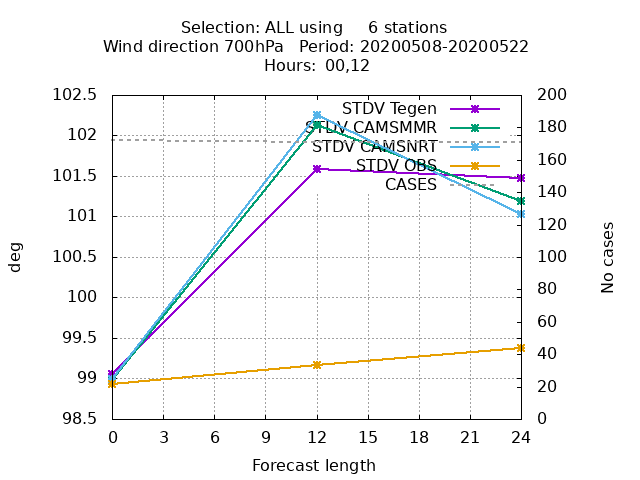 Selection: ALL using     6 stations
Wind direction 700hPa   Period: 20200508-20200522
Hours: 00,12
102.5
102
101.5
101
100.5
100
99.5
99
98.5
deg
STDV Tegen
STDV CAMSMMR
STDV CAMSNRT
STDV OBS
CASES
200
180
160
140
120
100
80
60
40
20
0
No cases
0 3 6 9 12 15 18 21 24
Forecast length